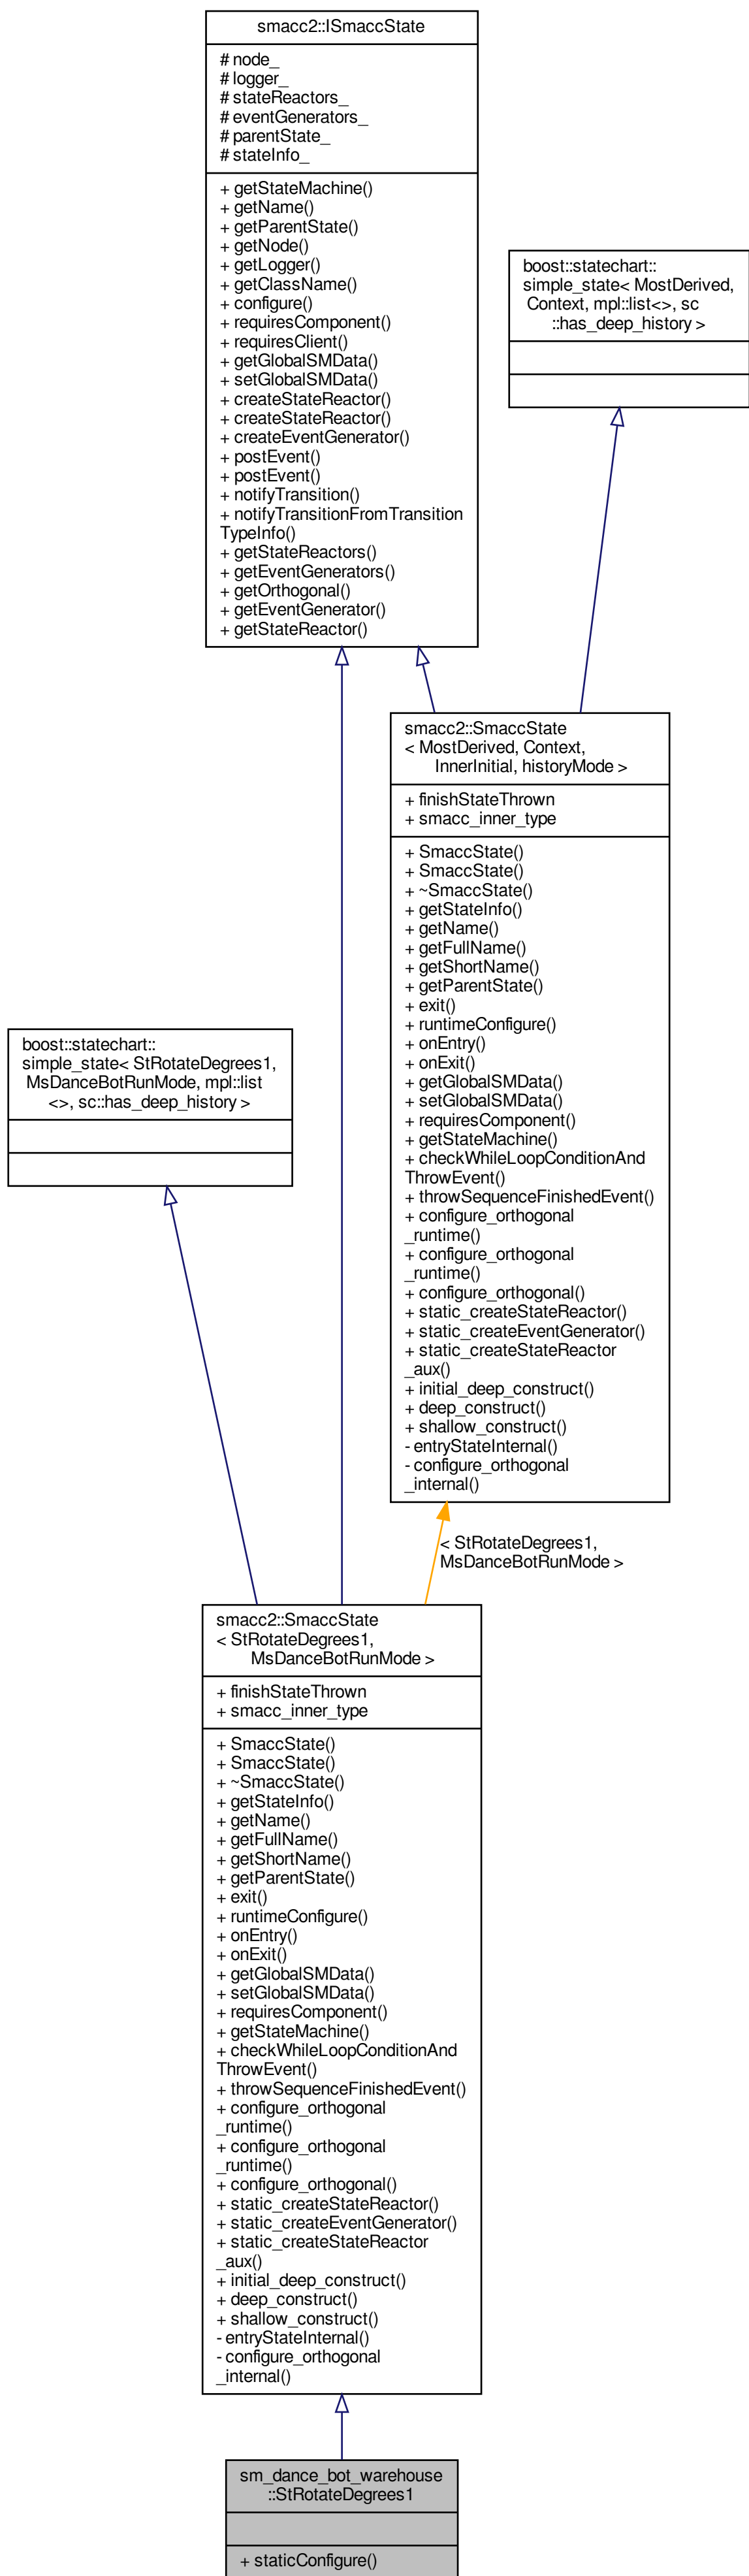 smacc2::ISmaccState
# node_
# logger_
# stateReactors_
# eventGenerators_
# parentState_
# stateInfo_
+ getStateMachine()
+ getName()
+ getParentState()
+ getNode()
+ getLogger()
+ getClassName()
+ configure()
+ requiresComponent()
+ requiresClient()
+ getGlobalSMData()
+ setGlobalSMData()
+ createStateReactor()
+ createStateReactor()
+ createEventGenerator()
+ postEvent()
+ postEvent()
+ notifyTransition()
+ notifyTransitionFromTransition
TypeInfo()
+ getStateReactors()
+ getEventGenerators()
+ getOrthogonal()
+ getEventGenerator()
+ getStateReactor()
boost::statechart::
simple_state< MostDerived,
Context, mpl::list<>, sc
::has_deep_history >
smacc2::SmaccState
< MostDerived, Context,
InnerInitial, historyMode >
+ finishStateThrown
+ smacc_inner_type
+ SmaccState()
+ SmaccState()
+ ~SmaccState()
+ getStateInfo()
+ getName()
+ getFullName()
+ getShortName()
+ getParentState()
+ exit()
+ runtimeConfigure()
+ onEntry()
+ onExit()
+ getGlobalSMData()
+ setGlobalSMData()
+ requiresComponent()
+ getStateMachine()
+ checkWhileLoopConditionAnd
ThrowEvent()
+ throwSequenceFinishedEvent()
+ configure_orthogonal
_runtime()
+ configure_orthogonal
_runtime()
+ configure_orthogonal()
+ static_createStateReactor()
+ static_createEventGenerator()
+ static_createStateReactor
_aux()
+ initial_deep_construct()
+ deep_construct()
+ shallow_construct()
- entryStateInternal()
- configure_orthogonal
_internal()
boost::statechart::
simple_state< StRotateDegrees1,
MsDanceBotRunMode, mpl::list
<>, sc::has_deep_history >
< StRotateDegrees1,
MsDanceBotRunMode >
smacc2::SmaccState
< StRotateDegrees1,
MsDanceBotRunMode >
+ finishStateThrown
+ smacc_inner_type
+ SmaccState()
+ SmaccState()
+ ~SmaccState()
+ getStateInfo()
+ getName()
+ getFullName()
+ getShortName()
+ getParentState()
+ exit()
+ runtimeConfigure()
+ onEntry()
+ onExit()
+ getGlobalSMData()
+ setGlobalSMData()
+ requiresComponent()
+ getStateMachine()
+ checkWhileLoopConditionAnd
ThrowEvent()
+ throwSequenceFinishedEvent()
+ configure_orthogonal
_runtime()
+ configure_orthogonal
_runtime()
+ configure_orthogonal()
+ static_createStateReactor()
+ static_createEventGenerator()
+ static_createStateReactor
_aux()
+ initial_deep_construct()
+ deep_construct()
+ shallow_construct()
- entryStateInternal()
- configure_orthogonal
_internal()
sm_dance_bot_warehouse
::StRotateDegrees1
+ staticConfigure()